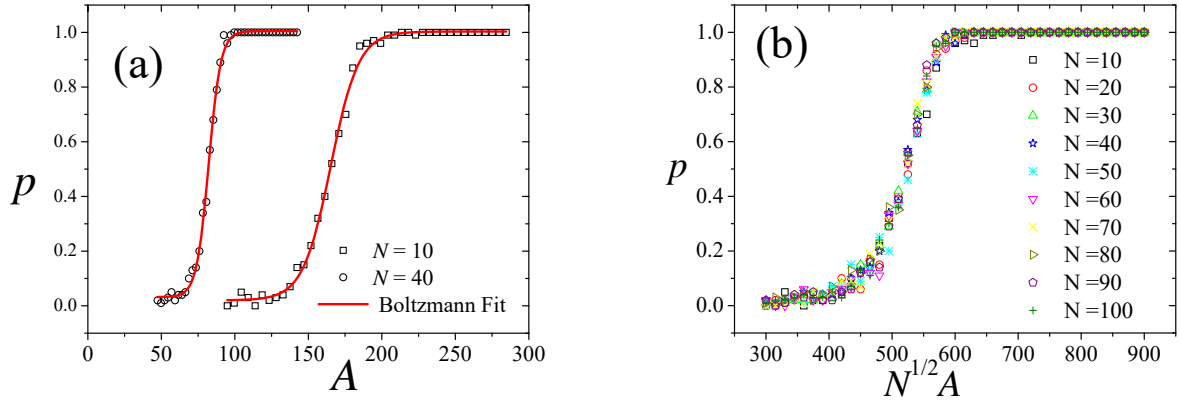 (a)
1.0
0.8
0.6
0.4
0.2
0.0
p
N = 10
N = 40
Boltzmann Fit
0 50 100 150 200 250 300
A
(b)
1.0
0.8
0.6
0.4
0.2
0.0
p
N =10
N =20
N =30
N =40
N =50
N =60
N =70
N =80
N =90
N =100
300 400 500 600 700 800 900
N^{1/2}A